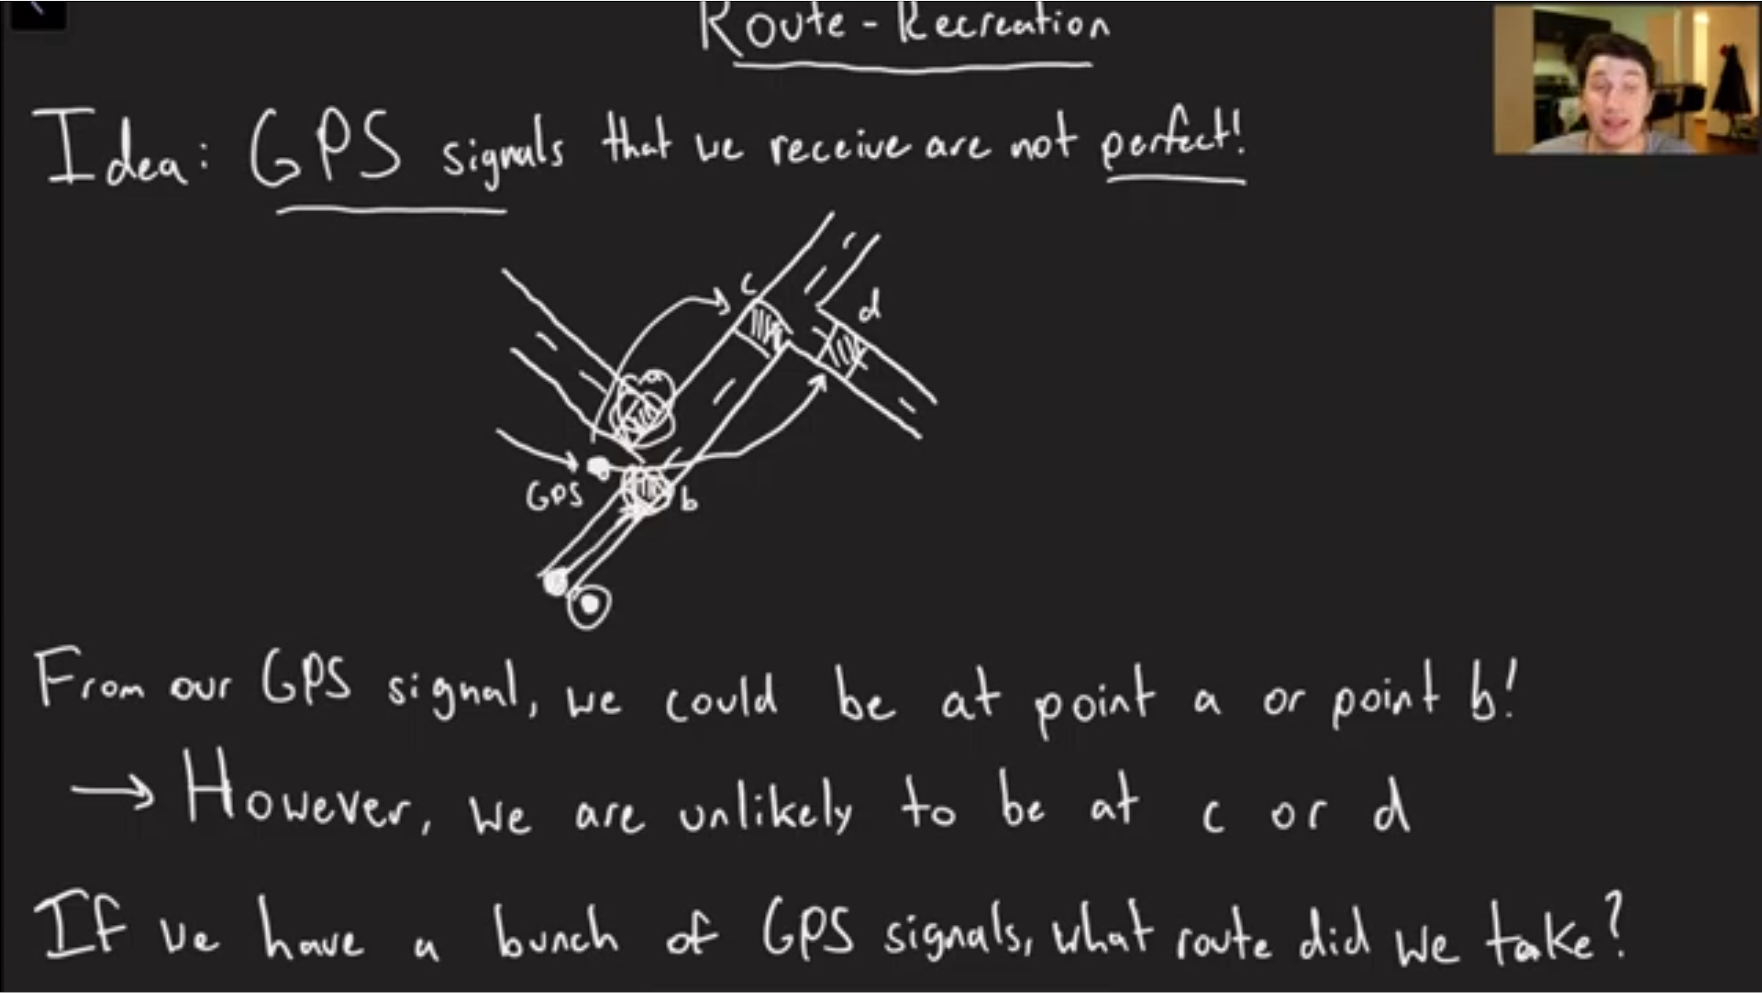 Route-Recreation
Idea: GPS signals that we receive are not perfect!
c
d
a
GPS
b
From our GPS signal, we could be at point a or point b!
→ However, we are unlikely to be at c or d
If we have a bunch of GPS signals, what route did we take?